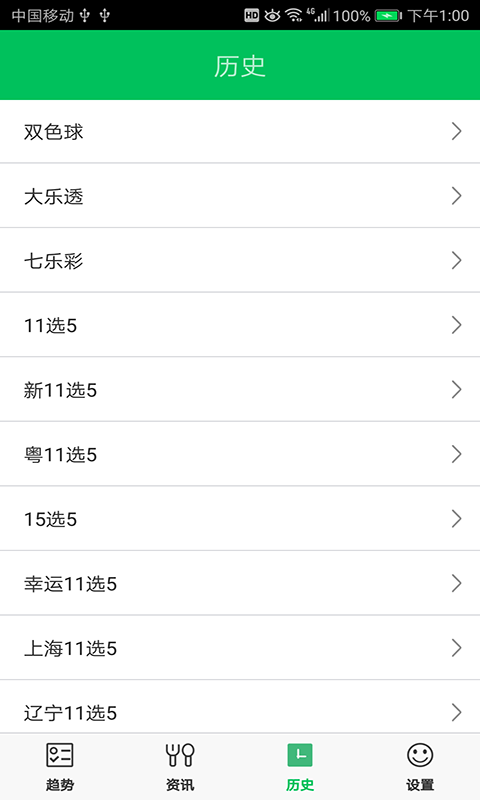 中国移动 HD 4G 100% 下午1:00
历史
双色球
大乐透
七乐彩
11选5
新11选5
粤11选5
15选5
幸运11选5
上海11选5
辽宁11选5
趋势 资讯 历史 设置